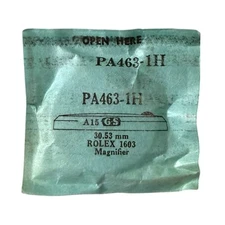 OPEN HERE
PA463-1H
PA463-1H
A15 GS
30.53 mm
ROLEX 1603
Magnifier